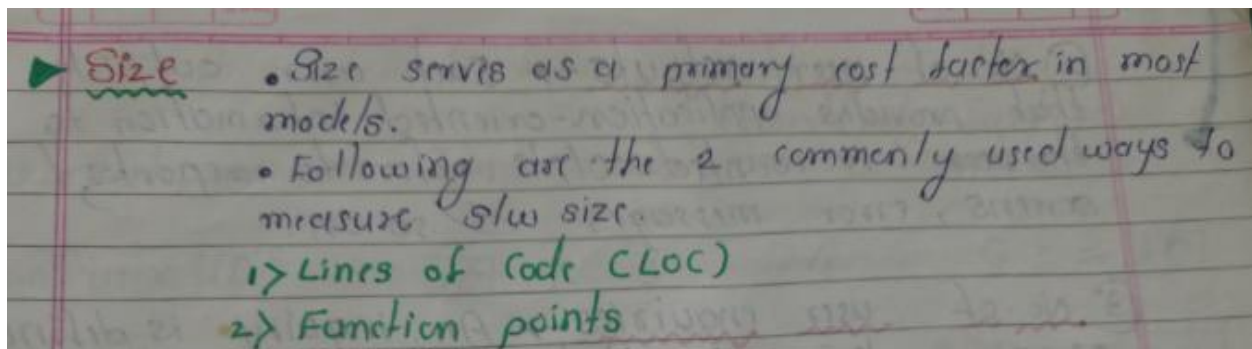 Size • Size serves as a primary cost factor in most
models.
• Following are the 2 commonly used ways to
measure s/w size
1> Lines of Code (LOC)
2> Function points